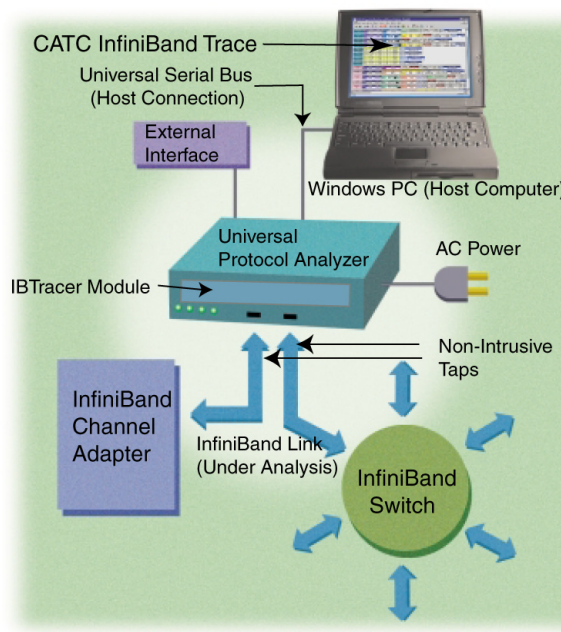 CATC InfiniBand Trace
Universal Serial Bus
(Host Connection)
External
Interface
Windows PC (Host Computer)
Universal
Protocol Analyzer
AC Power
IBTracer Module
Non-Intrusive
Taps
InfiniBand
Channel
Adapter
InfiniBand Link
(Under Analysis)
InfiniBand
Switch